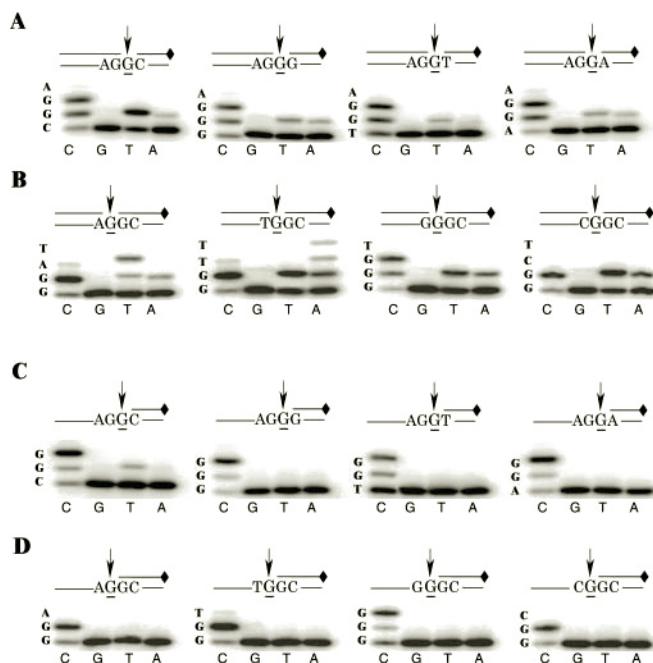 A
AGGC AGGG AGGT AGGA
A G G C
A G G G
A G G T
A G G A
C G T A C G T A C G T A C G T A
B
AGGC TGGC GGGC CGGC
T A G G
T T G G
T G G G
T C G G
C G T A C G T A C G T A C G T A
C
AGGC AGGG AGGT AGGA
G G C
G G G
G G T
G G A
C G T A C G T A C G T A C G T A
D
AGGC TGGC GGGC CGGC
A G G
T G G
G G G
C G G
C G T A C G T A C G T A C G T A